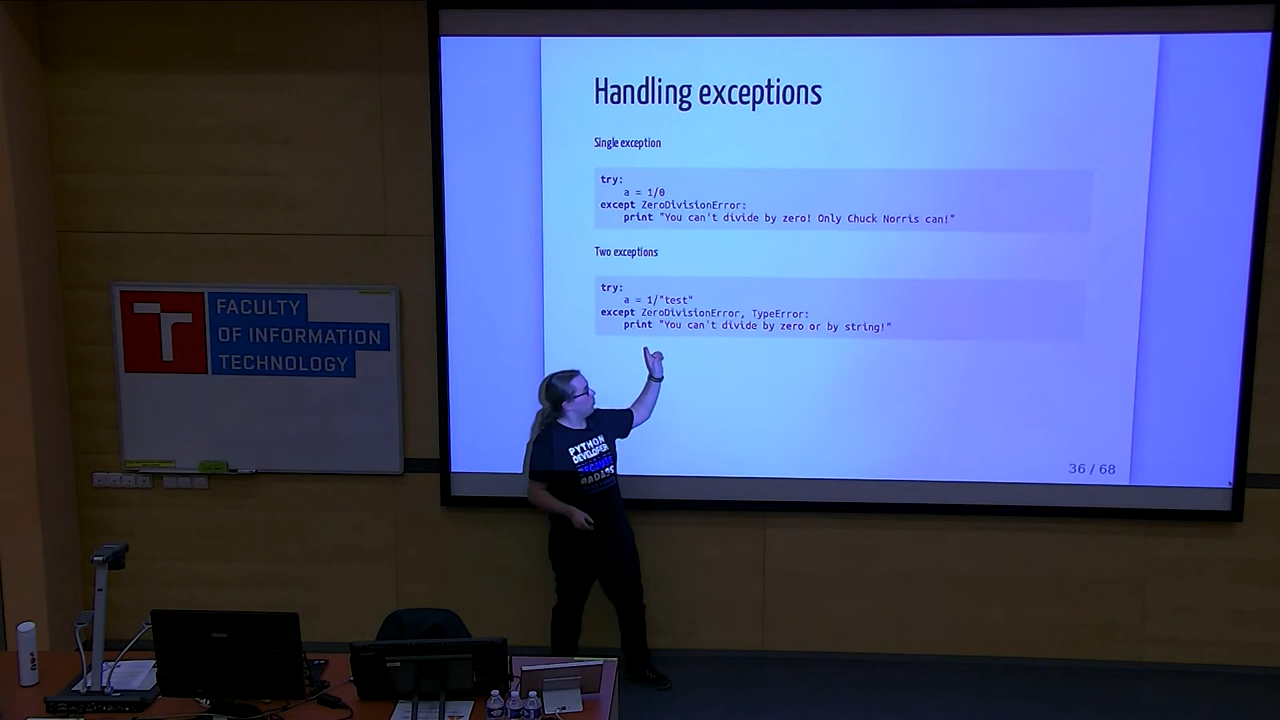 Handling exceptions
Single exception
try:
    a = 1/0
except ZeroDivisionError:
    print "You can't divide by zero! Only Chuck Norris can!"
Two exceptions
try:
    a = 1/"test"
except ZeroDivisionError, TypeError:
    print "You can't divide by zero or by string!"
36 / 68
FACULTY
OF INFORMATION
TECHNOLOGY
PYTHON
DEVELOPER
BECAUSE
BADASS